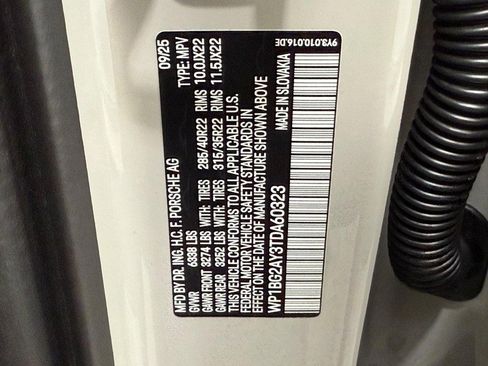 MFD BY DR. ING. H.C. F. PORSCHE AG 09/25
GVWR 6383 LBS TYPE: MPV
GAWR FRONT 3274 LBS WITH: TIRES 285/40R22 RIMS 10.0JX22
GAWR REAR 3262 LBS WITH: TIRES 315/35R22 RIMS 11.5JX22
THIS VEHICLE CONFORMS TO ALL APPLICABLE U.S.
FEDERAL MOTOR VEHICLE SAFETY STANDARDS IN
EFFECT ON THE DATE OF MANUFACTURE SHOWN ABOVE
WP1BG2AY3TDA60323 MADE IN SLOVAKIA
9Y3.010.016.DE